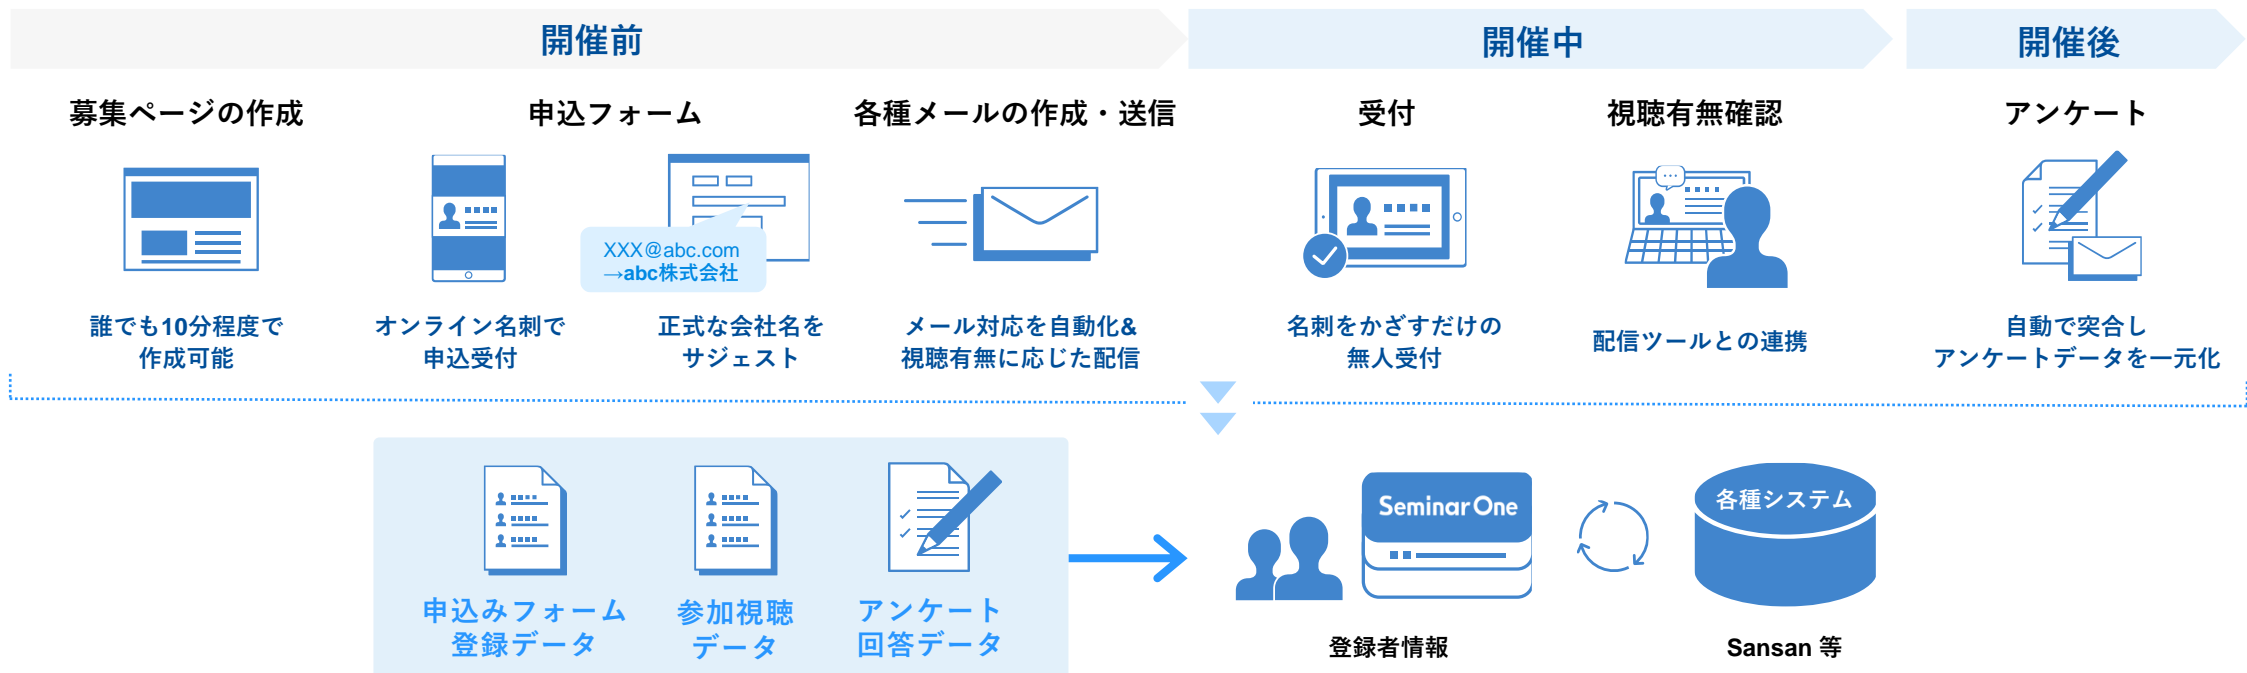 開催前
開催中
開催後
募集ページの作成
申込フォーム
各種メールの作成・送信
受付
視聴有無確認
アンケート
XXX@abc.com
→abc株式会社
誰でも10分程度で
作成可能
オンライン名刺で
申込受付
正式な会社名を
サジェスト
メール対応を自動化&
視聴有無に応じた配信
名刺をかざすだけの
無人受付
配信ツールとの連携
自動で突合し
アンケートデータを一元化
申込みフォーム
登録データ
参加視聴
データ
アンケート
回答データ
Seminar One
登録者情報
各種システム
Sansan 等